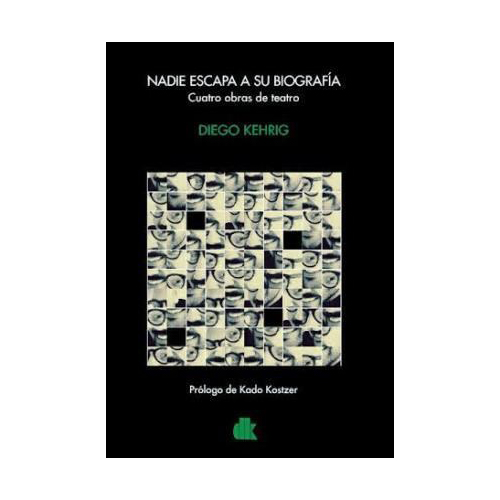 NADIE ESCAPA A SU BIOGRAFÍA
Cuatro obras de teatro
DIEGO KEHRIG
Prólogo de Kado Kostzer
dk